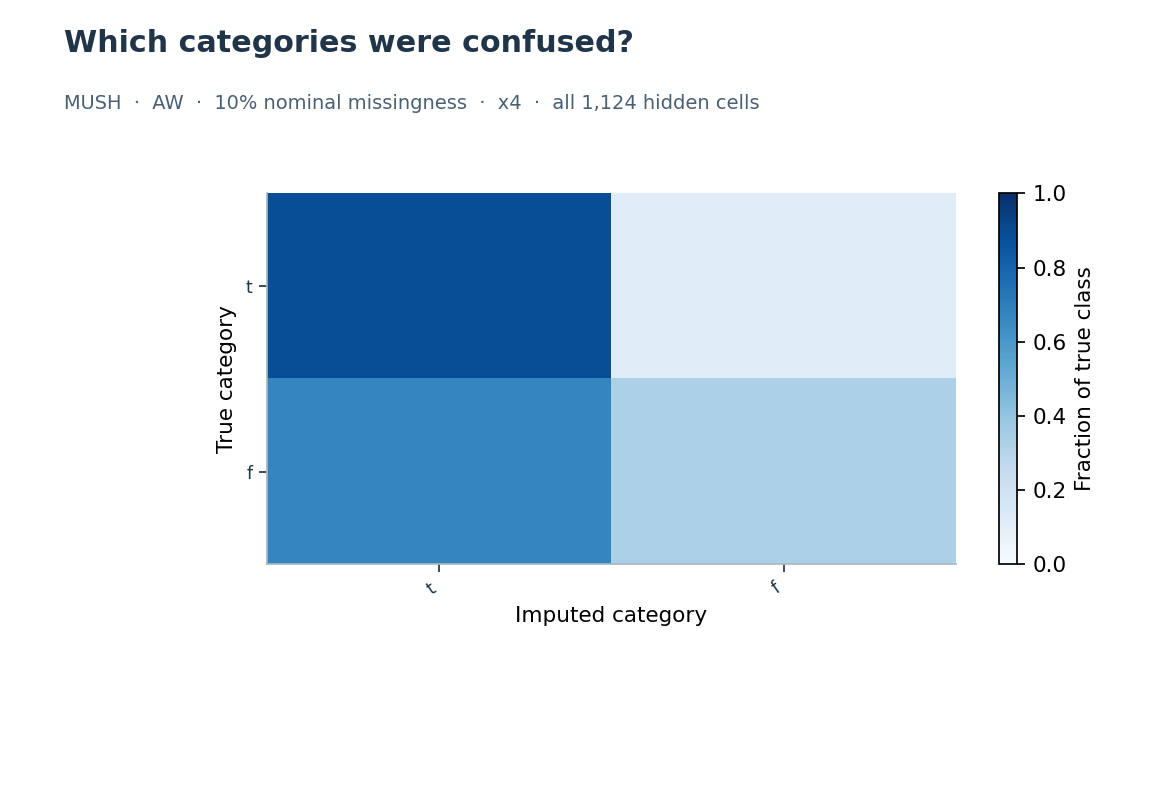 Which categories were confused?
MUSH · AW · 10% nominal missingness · x4 · all 1,124 hidden cells
True category
t
f
t
f
Imputed category
1.0
0.8
0.6
0.4
0.2
0.0
Fraction of true class